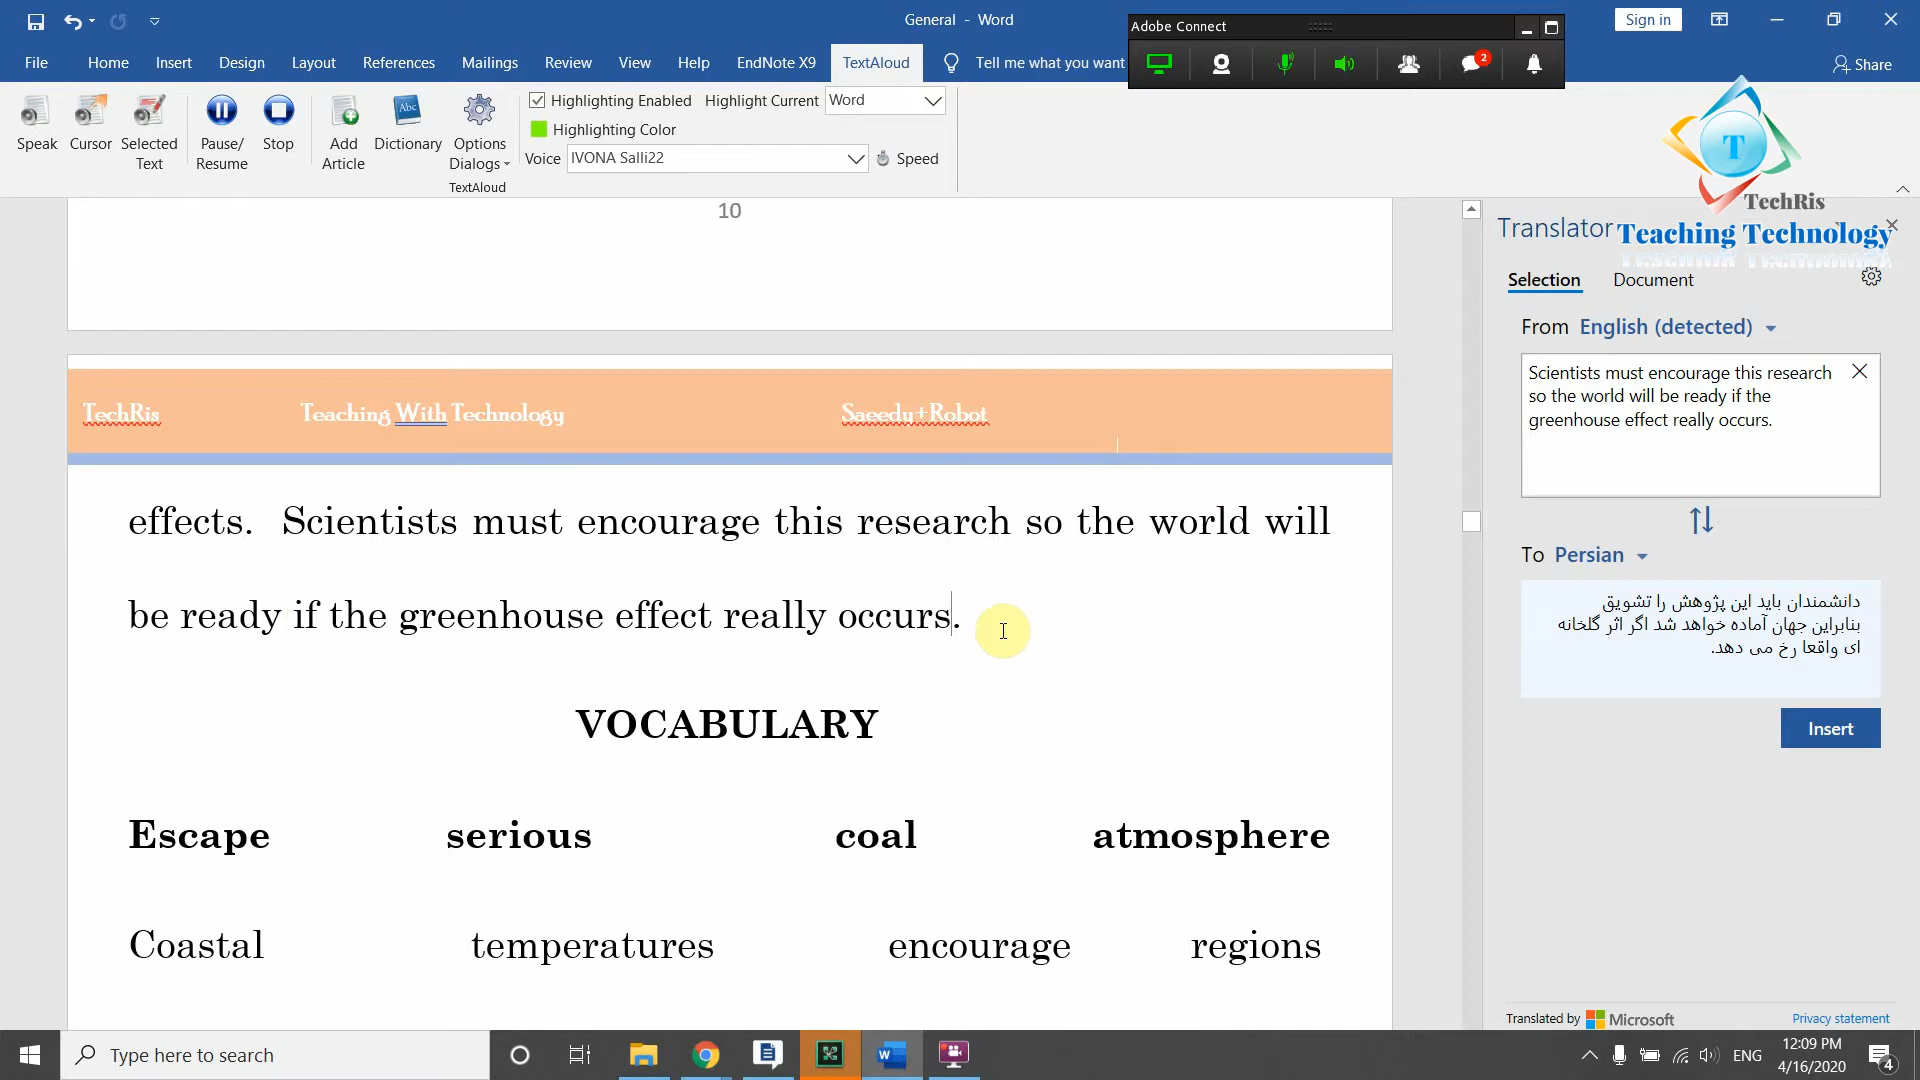 General - Word
Adobe Connect
Sign in
File Home Insert Design Layout References Mailings Review View Help EndNote X9 TextAloud Tell me what you want
2
Share
Speak Cursor Selected Text Pause/ Resume Stop Add Article Abc Dictionary Options Dialogs
Highlighting Enabled Highlight Current Word
Highlighting Color
Voice IVONA Salli22 Speed
TextAloud
T
TechRis
Teaching Technology
10
TechRis Teaching With Technology Saeedy+Robot
effects. Scientists must encourage this research so the world will
be ready if the greenhouse effect really occurs.
VOCABULARY
Escape serious coal atmosphere
Coastal temperatures encourage regions
Translator
Selection Document
From English (detected)
Scientists must encourage this research
so the world will be ready if the
greenhouse effect really occurs.
To Persian
دانشمندان باید این پژوهش را تشویق
بنابراین جهان آماده خواهد شد اگر اثر گلخانه
ای واقعا رخ می دهد.
Insert
Translated by Microsoft Privacy statement
Type here to search
ENG
12:09 PM
4/16/2020
4